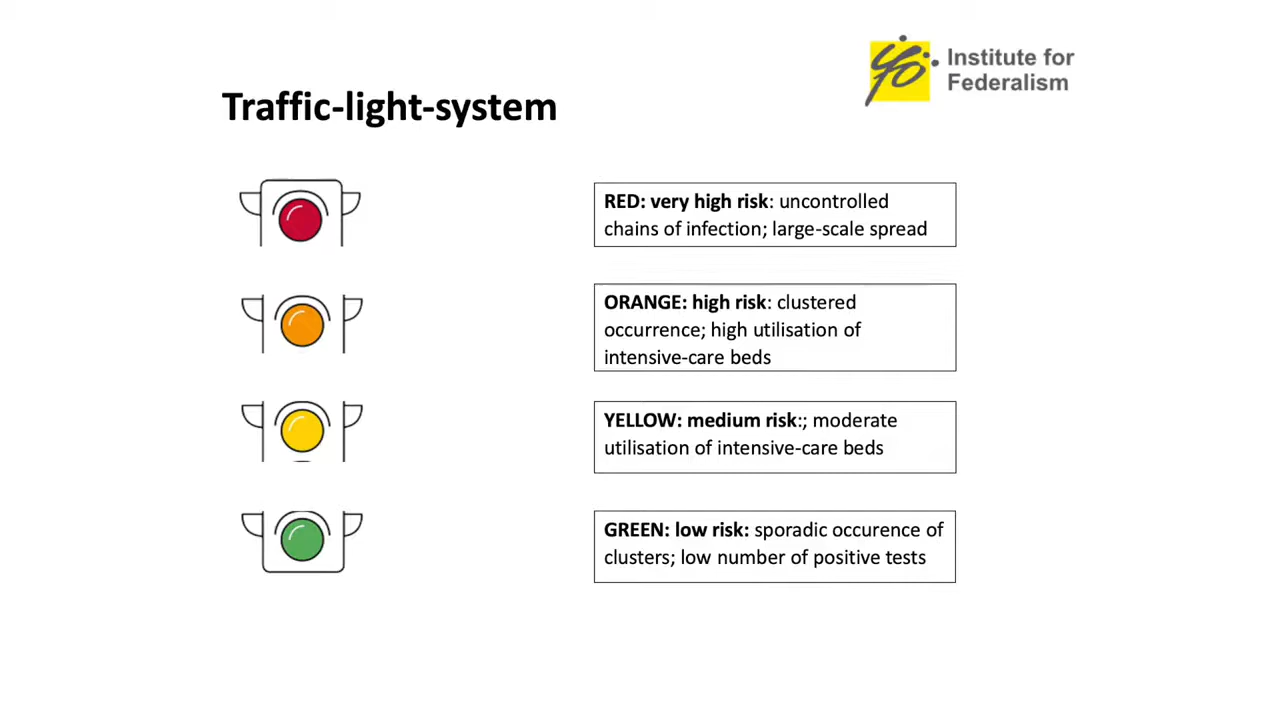 Institute for
Federalism
Traffic-light-system
RED: very high risk: uncontrolled
chains of infection; large-scale spread
ORANGE: high risk: clustered
occurrence; high utilisation of
intensive-care beds
YELLOW: medium risk:; moderate
utilisation of intensive-care beds
GREEN: low risk: sporadic occurence of
clusters; low number of positive tests